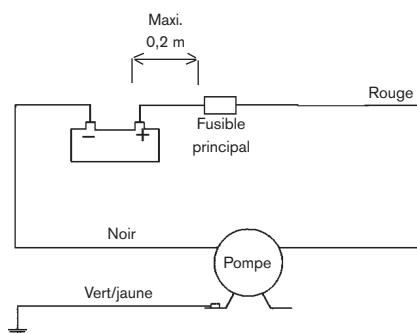 Maxi.
0,2 m
Rouge
– +
Fusible
principal
Noir
Pompe
Vert/jaune